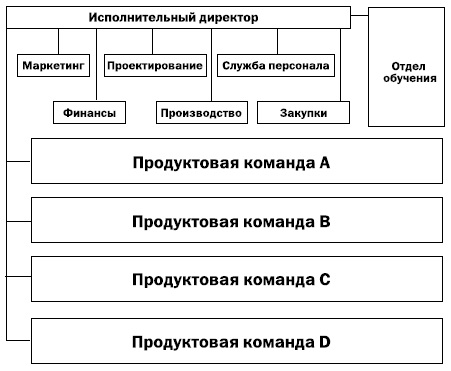 Исполнительный директор
Маркетинг
Проектирование
Служба персонала
Отдел
обучения
Финансы
Производство
Закупки
Продуктовая команда A
Продуктовая команда B
Продуктовая команда C
Продуктовая команда D